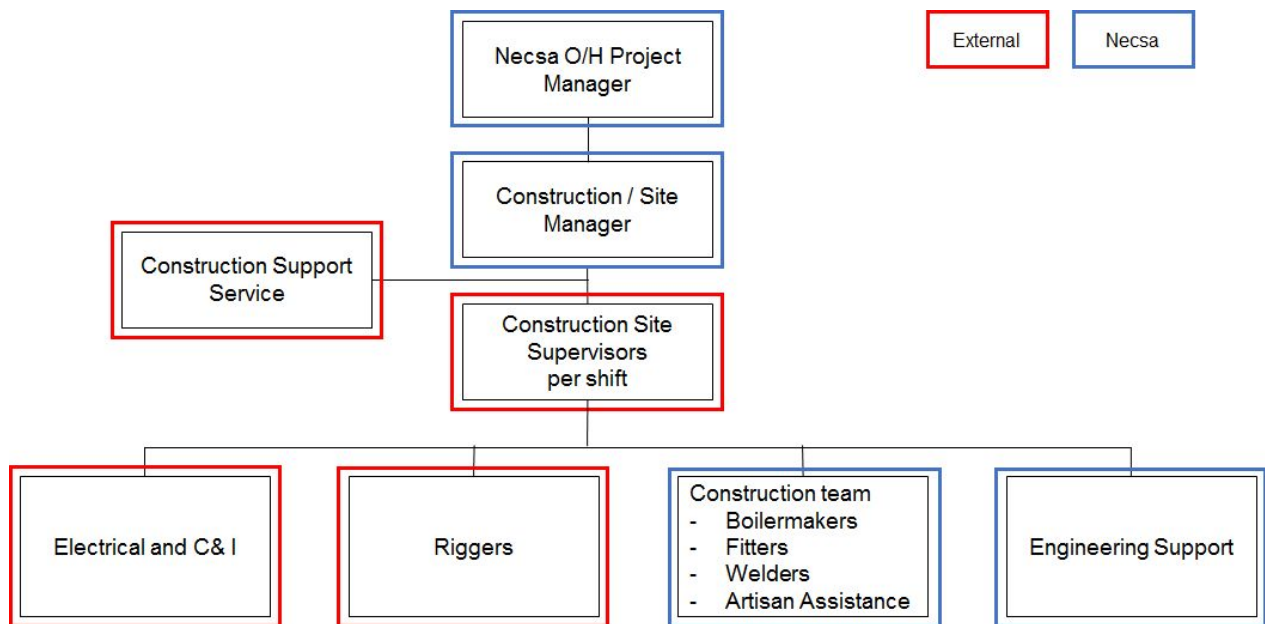 External
Necsa
Necsa O/H Project
Manager
Construction / Site
Manager
Construction Support
Service
Construction Site
Supervisors
per shift
Electrical and C& I
Riggers
Construction team
- Boilermakers
- Fitters
- Welders
- Artisan Assistance
Engineering Support